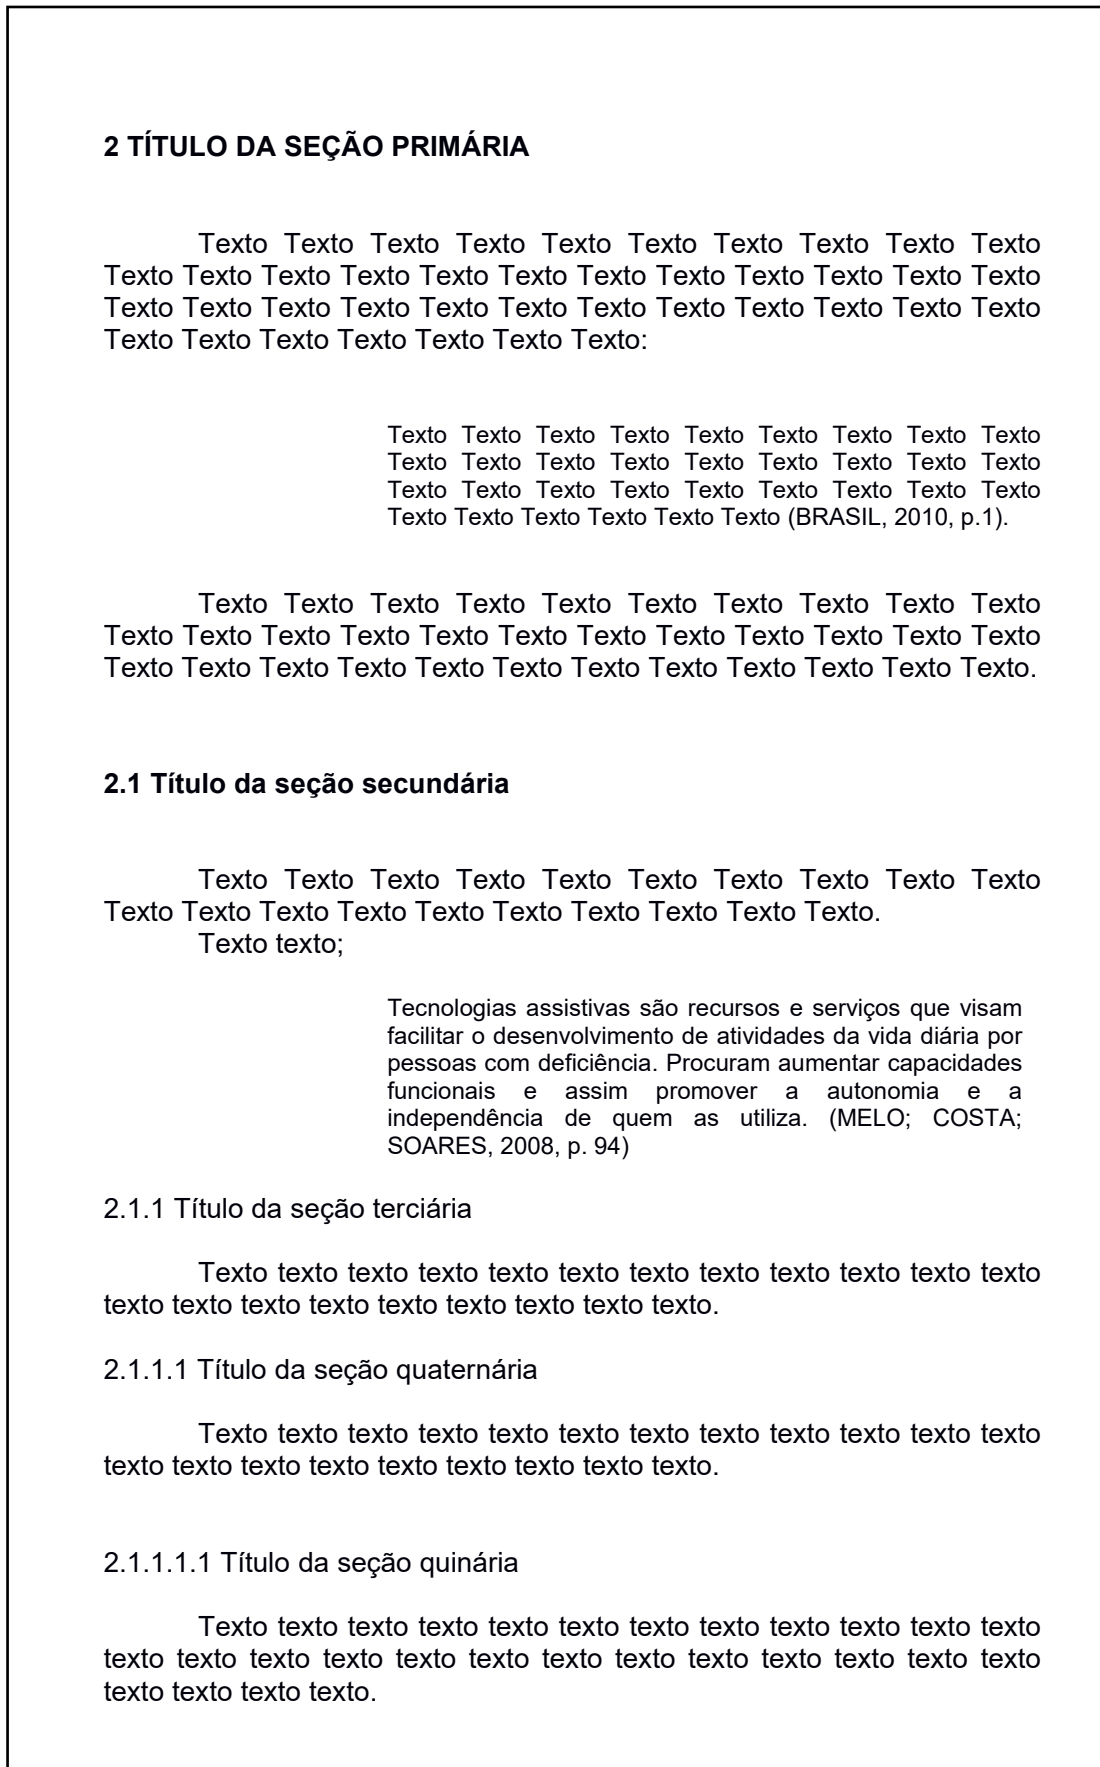 2 TÍTULO DA SEÇÃO PRIMÁRIA
Texto Texto Texto Texto Texto Texto Texto Texto Texto Texto
Texto Texto Texto Texto Texto Texto Texto Texto Texto Texto Texto Texto
Texto Texto Texto Texto Texto Texto Texto Texto Texto Texto Texto Texto
Texto Texto Texto Texto Texto Texto Texto:
Texto Texto Texto Texto Texto Texto Texto Texto Texto
Texto Texto Texto Texto Texto Texto Texto Texto Texto
Texto Texto Texto Texto Texto Texto Texto Texto Texto
Texto Texto Texto Texto Texto Texto (BRASIL, 2010, p.1).
Texto Texto Texto Texto Texto Texto Texto Texto Texto Texto
Texto Texto Texto Texto Texto Texto Texto Texto Texto Texto Texto Texto
Texto Texto Texto Texto Texto Texto Texto Texto Texto Texto Texto Texto.
2.1 Título da seção secundária
Texto Texto Texto Texto Texto Texto Texto Texto Texto Texto
Texto Texto Texto Texto Texto Texto Texto Texto Texto Texto.
Texto texto;
Tecnologias assistivas são recursos e serviços que visam
facilitar o desenvolvimento de atividades da vida diária por
pessoas com deficiência. Procuram aumentar capacidades
funcionais e assim promover a autonomia e a
independência de quem as utiliza. (MELO; COSTA;
SOARES, 2008, p. 94)
2.1.1 Título da seção terciária
Texto texto texto texto texto texto texto texto texto texto texto texto
texto texto texto texto texto texto texto texto texto.
2.1.1.1 Título da seção quaternária
Texto texto texto texto texto texto texto texto texto texto texto texto
texto texto texto texto texto texto texto texto texto.
2.1.1.1.1 Título da seção quinária
Texto texto texto texto texto texto texto texto texto texto texto texto
texto texto texto texto texto texto texto texto texto texto texto texto texto
texto texto texto texto.